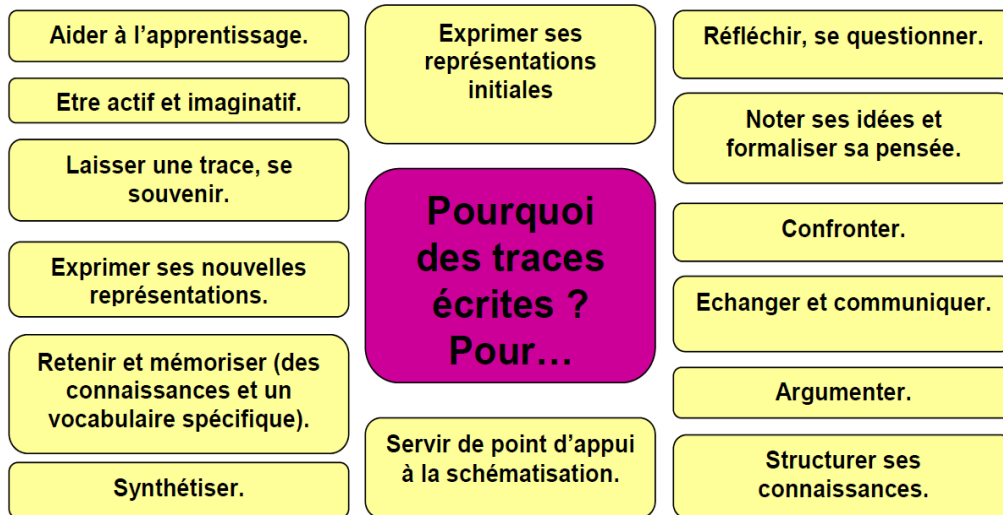 Aider à l’apprentissage.
Etre actif et imaginatif.
Laisser une trace, se
souvenir.
Exprimer ses nouvelles
représentations.
Retenir et mémoriser (des
connaissances et un
vocabulaire spécifique).
Synthétiser.
Exprimer ses
représentations
initiales
Pourquoi
des traces
écrites ?
Pour…
Servir de point d’appui
à la schématisation.
Réfléchir, se questionner.
Noter ses idées et
formaliser sa pensée.
Confronter.
Echanger et communiquer.
Argumenter.
Structurer ses
connaissances.